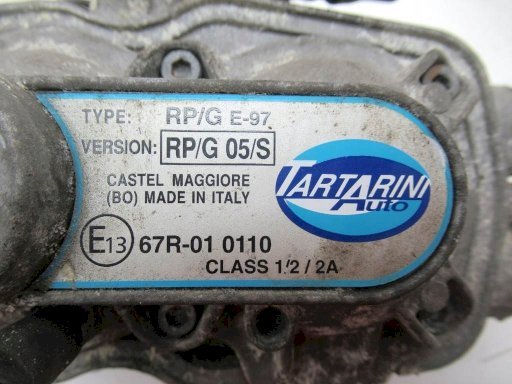 TYPE: RP/G E-97
VERSION: RP/G 05/S
CASTEL MAGGIORE
(BO) MADE IN ITALY
TARTARINI
Auto
E13 67R-01 0110
CLASS 1/2 / 2A